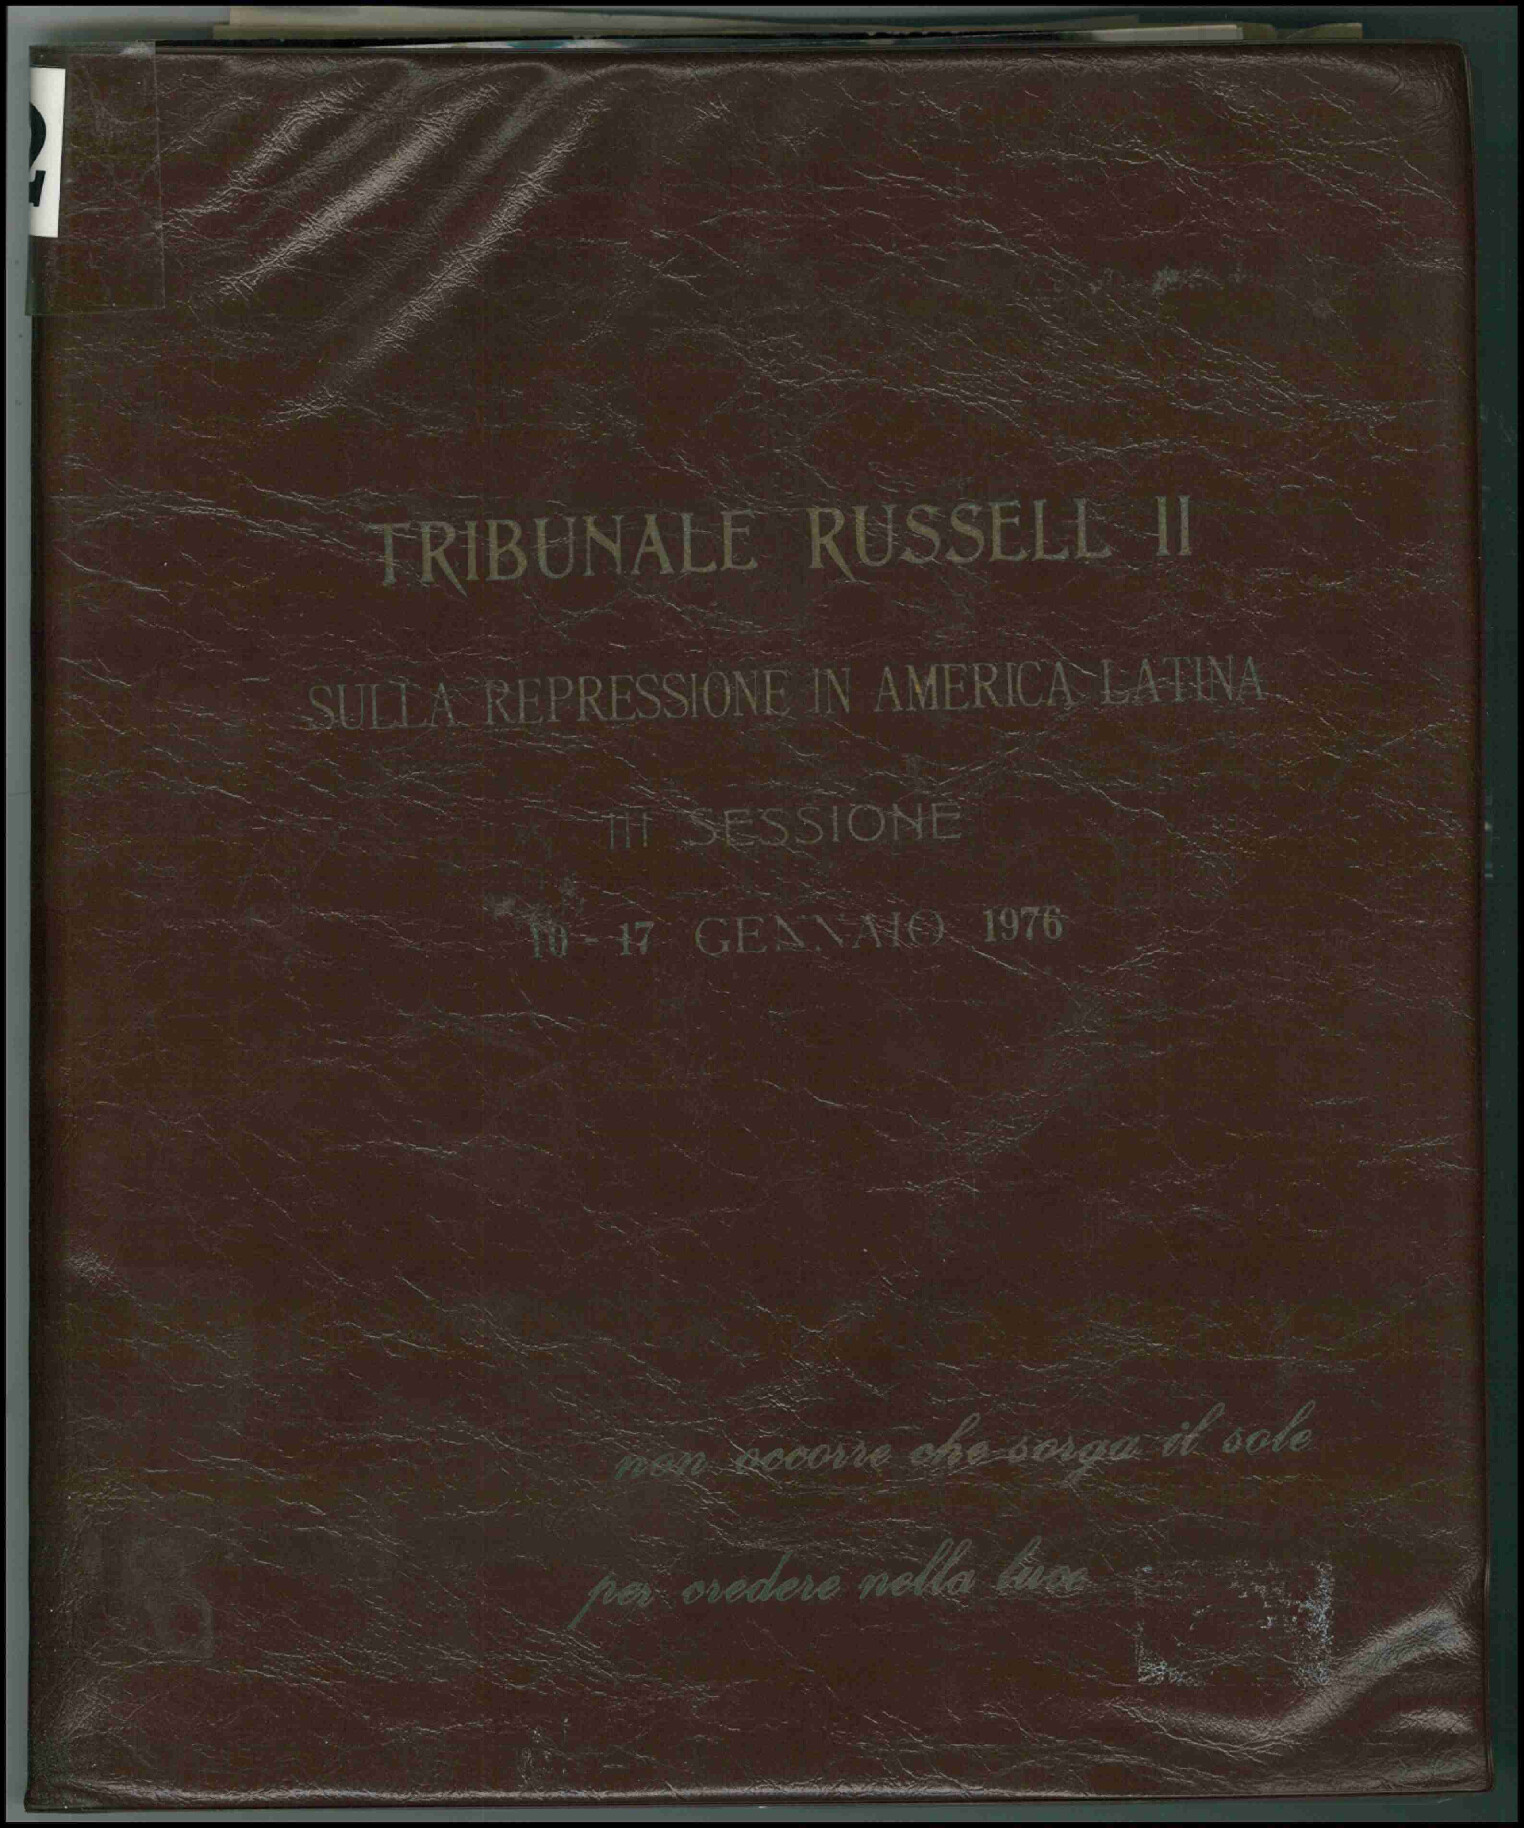 2
TRIBUNALE RUSSELL II
SULLA REPRESSIONE IN AMERICA LATINA
III SESSIONE
10 - 17 GENNAIO 1976
non occorre che sorga il sole
per credere nella luce